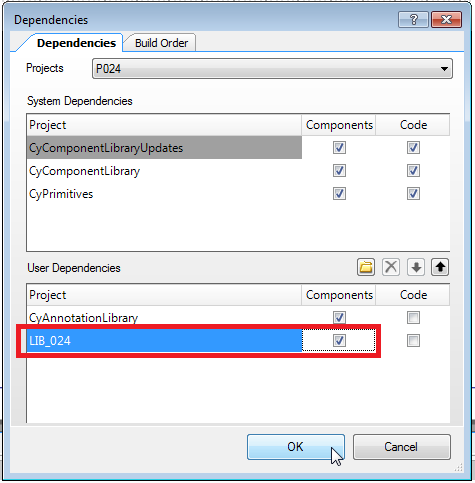 Dependencies
Dependencies Build Order
Projects P024
System Dependencies
Project Components Code
CyComponentLibraryUpdates
CyComponentLibrary
CyPrimitives
User Dependencies
Project Components Code
CyAnnotationLibrary
LIB_024
OK Cancel